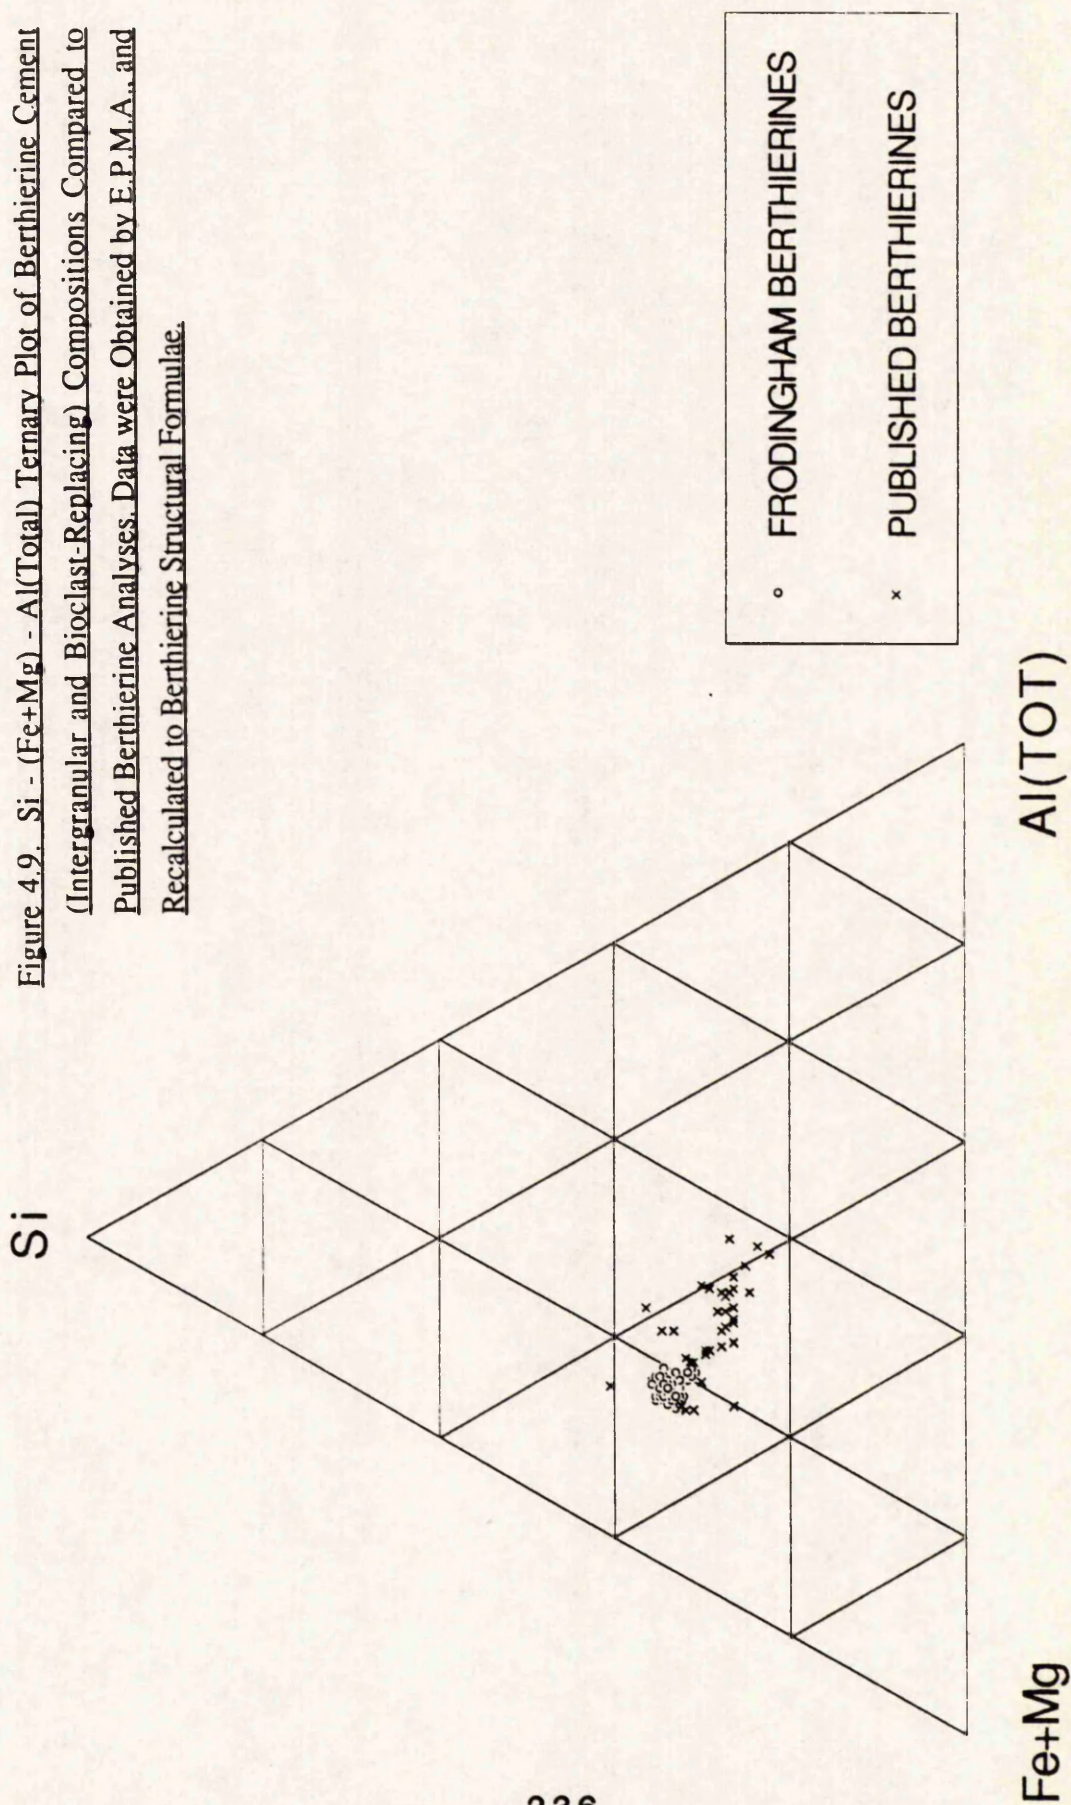 Figure 4.9. Si - (Fe+Mg) - Al(Total) Ternary Plot of Berthierine Cement
(Intergranular and Bioclast-Replacing) Compositions Compared to
Published Berthierine Analyses. Data were Obtained by E.P.M.A., and
Recalculated to Berthierine Structural Formulae.
Si
FRODINGHAM BERTHIERINES
PUBLISHED BERTHIERINES
Fe+Mg
Al(TOT)